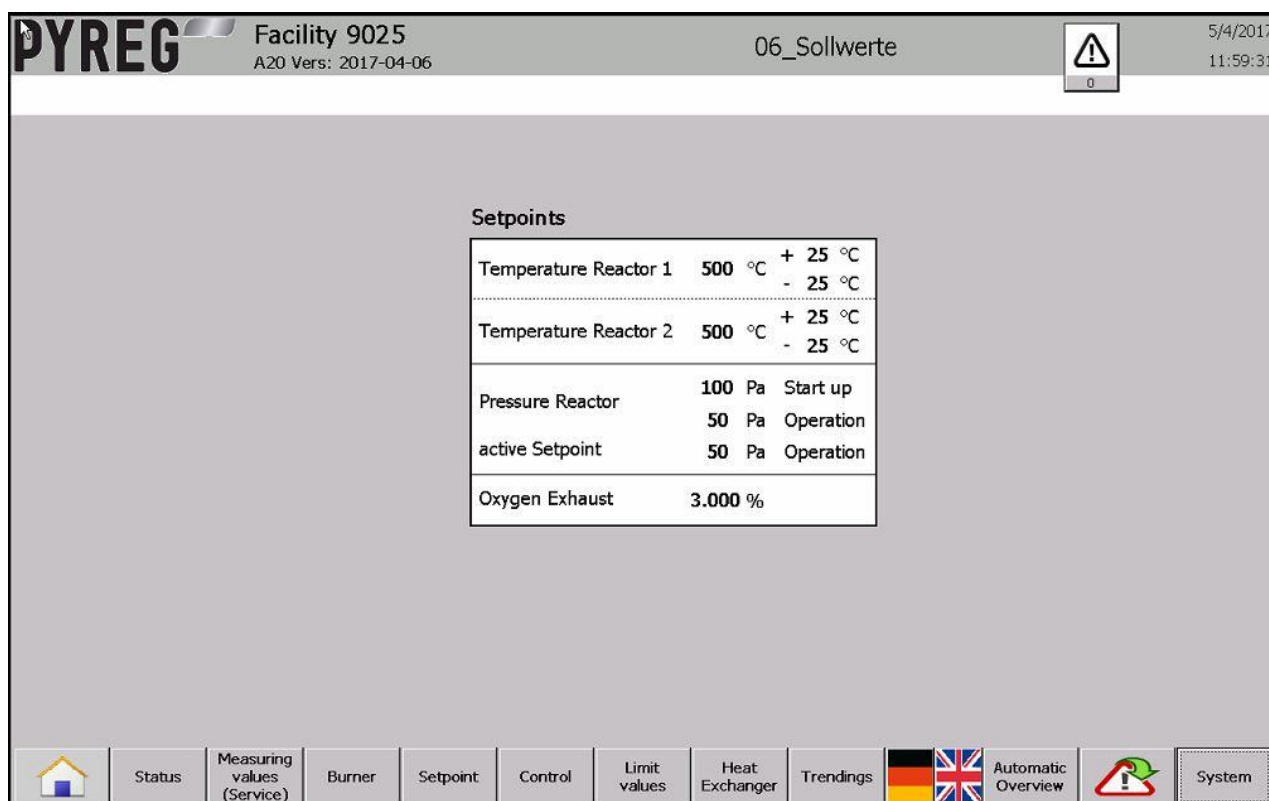 PYREG
Facility 9025
A20 Vers: 2017-04-06
06_Sollwerte
0
5/4/2017
11:59:31
Setpoints
Temperature Reactor 1 500 °C + 25 °C
- 25 °C
Temperature Reactor 2 500 °C + 25 °C
- 25 °C
Pressure Reactor
100 Pa Start up
50 Pa Operation
active Setpoint 50 Pa Operation
Oxygen Exhaust 3.000 %
Status
Measuring
values
(Service)
Burner
Setpoint
Control
Limit
values
Heat
Exchanger
Trendings
Automatic
Overview
System